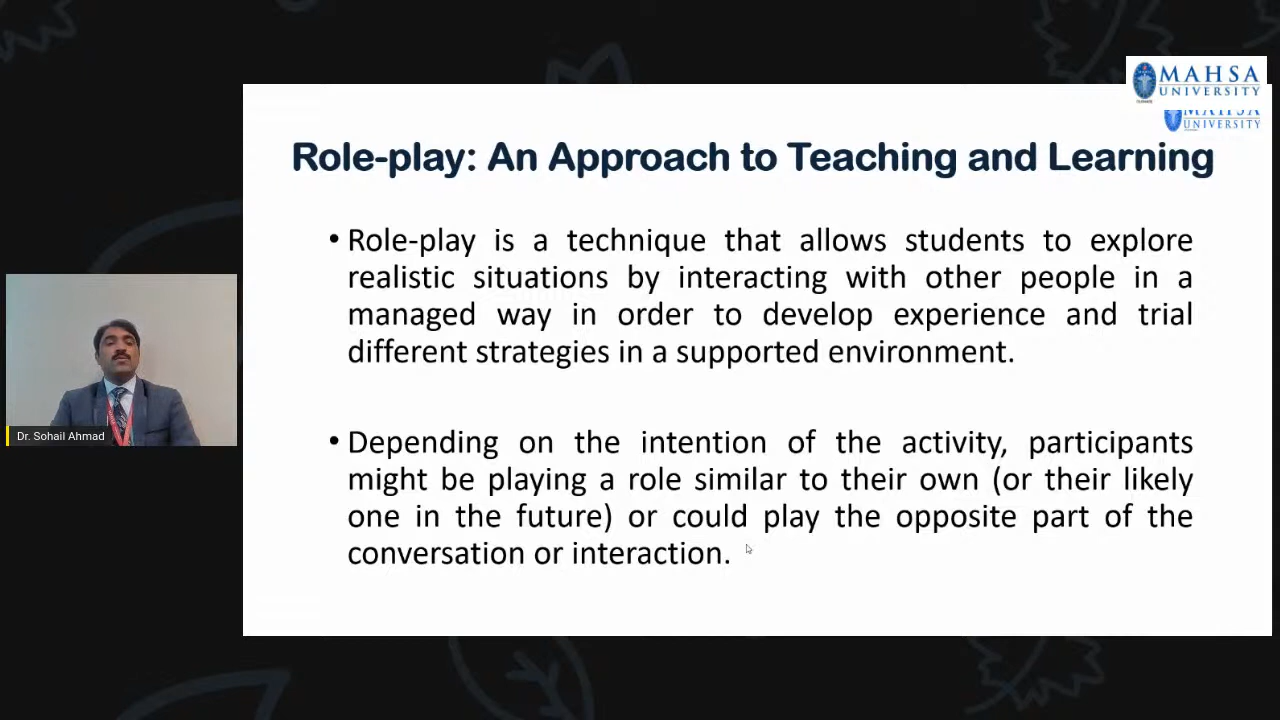 MAHSA
UNIVERSITY
MAHSA
UNIVERSITY
Role-play: An Approach to Teaching and Learning
• Role-play is a technique that allows students to explore
realistic situations by interacting with other people in a
managed way in order to develop experience and trial
different strategies in a supported environment.
• Depending on the intention of the activity, participants
might be playing a role similar to their own (or their likely
one in the future) or could play the opposite part of the
conversation or interaction.
Dr. Sohail Ahmad